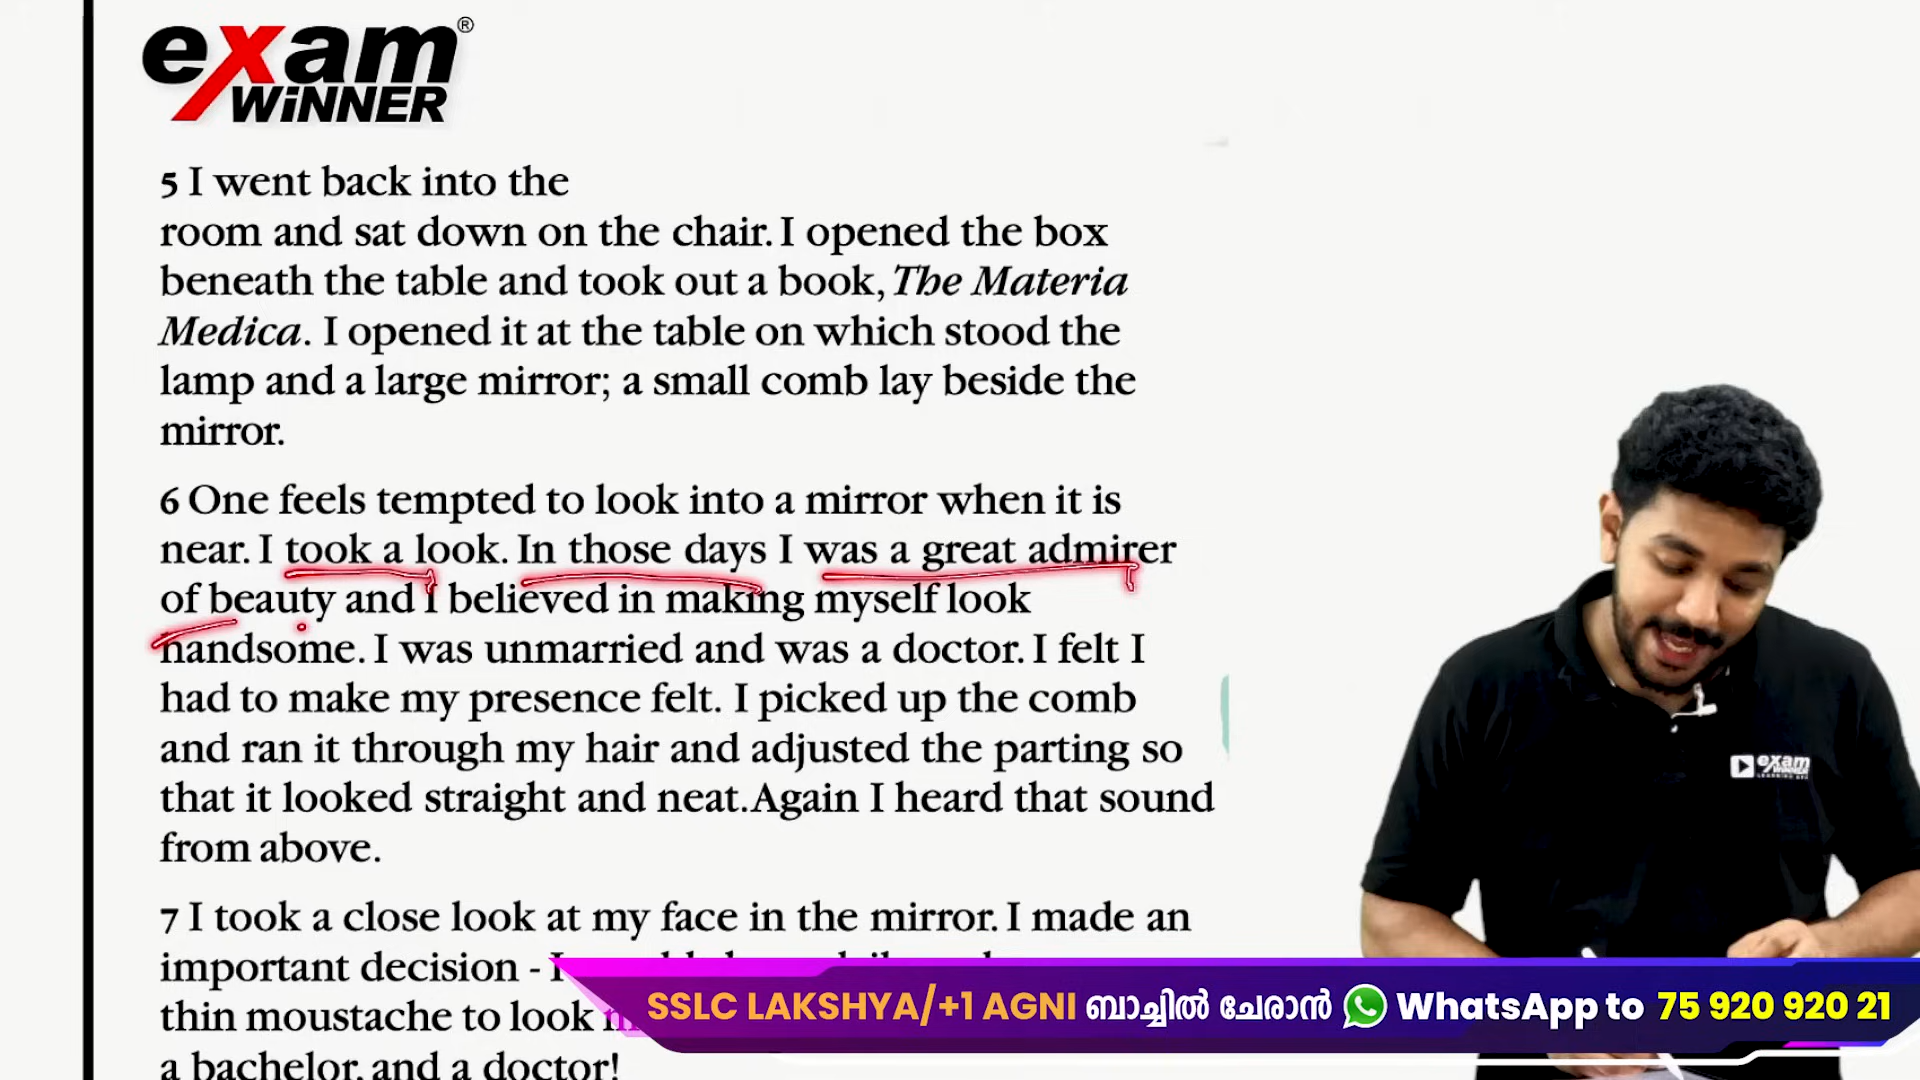 exam®
WiNNER
5 I went back into the
room and sat down on the chair. I opened the box
beneath the table and took out a book, The Materia
Medica. I opened it at the table on which stood the
lamp and a large mirror; a small comb lay beside the
mirror.
6 One feels tempted to look into a mirror when it is
near. I took a look. In those days I was a great admirer
of beauty and I believed in making myself look
handsome. I was unmarried and was a doctor. I felt I
had to make my presence felt. I picked up the comb
and ran it through my hair and adjusted the parting so
that it looked straight and neat. Again I heard that sound
from above.
7 I took a close look at my face in the mirror. I made an
important decision - I
thin moustache to look
a bachelor, and a doctor!
exam
WINNER
SSLC LAKSHYA/+1 AGNI ബാച്ചിൽ ചേരാൻ WhatsApp to 75 920 920 21